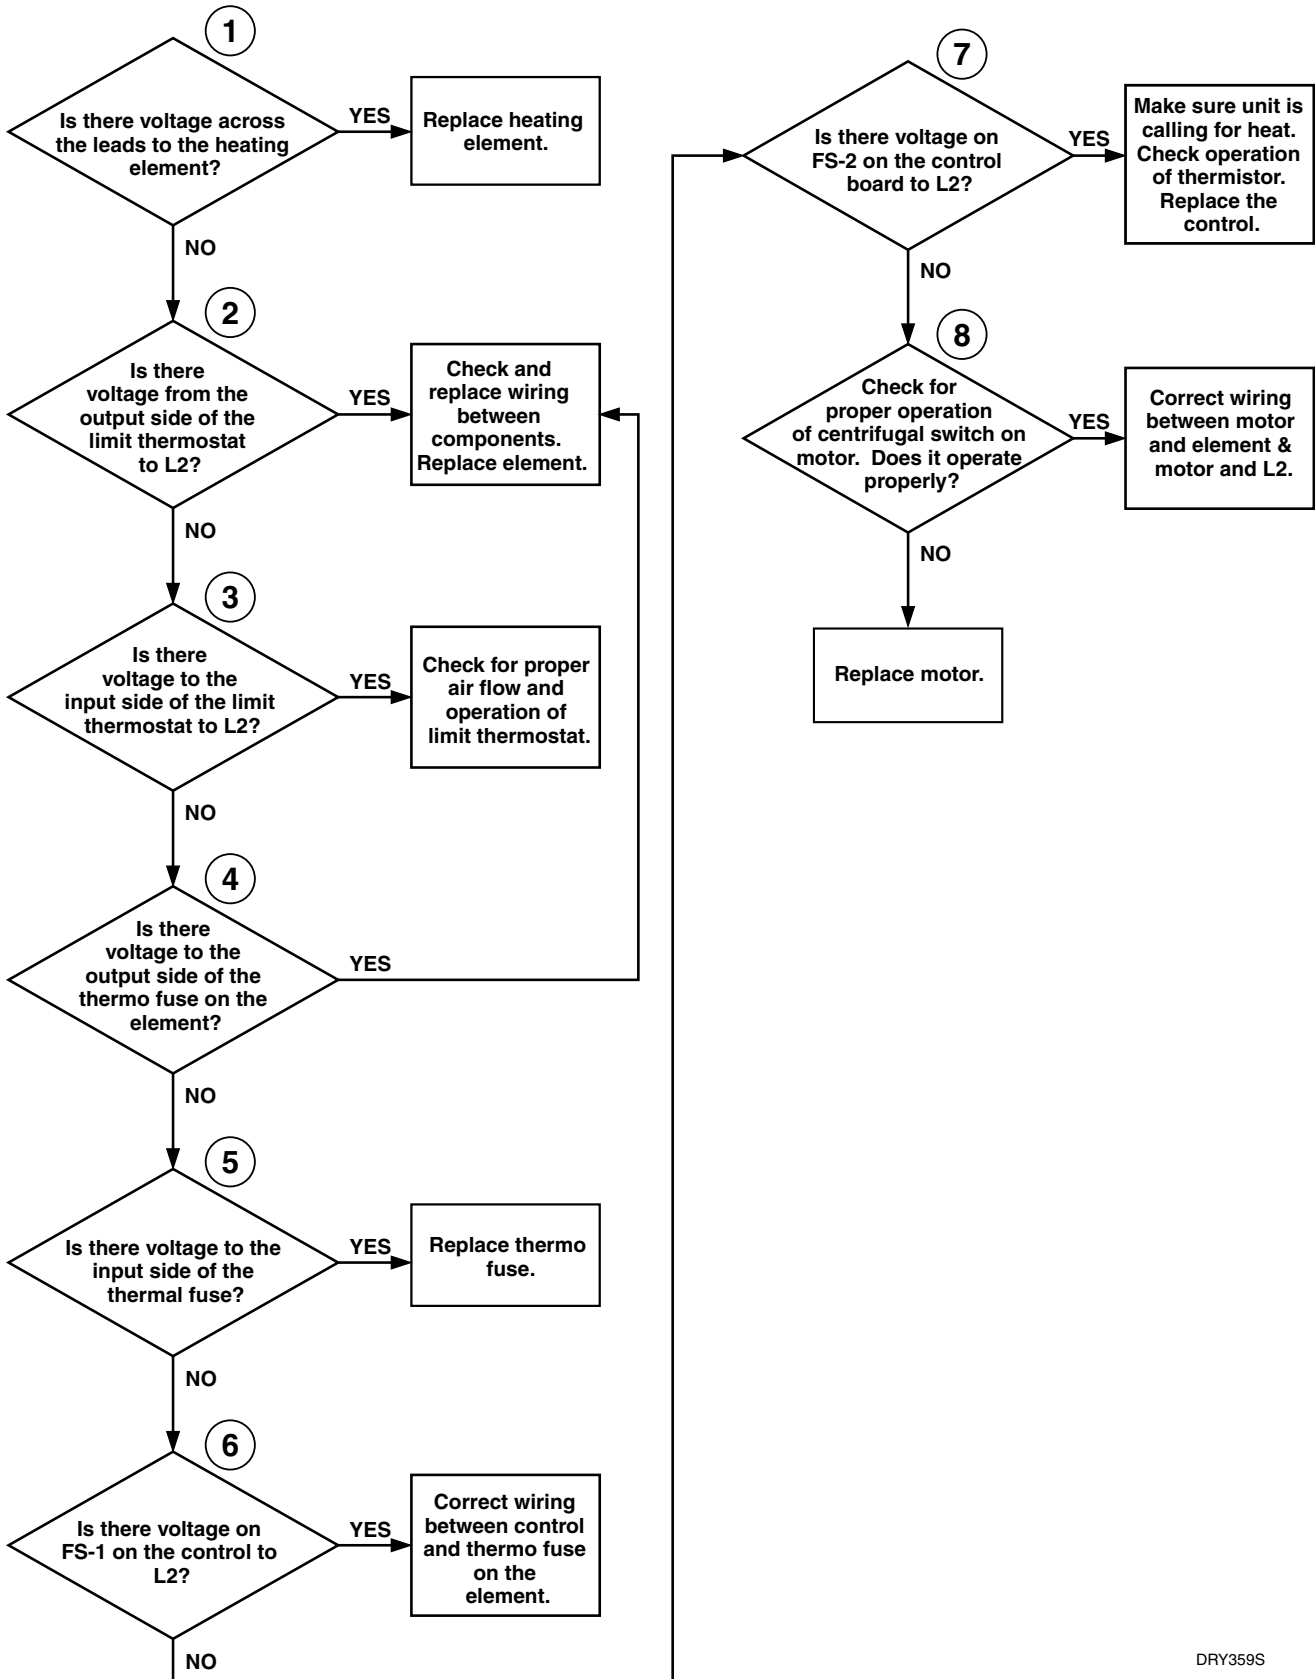 1
Is there voltage across
the leads to the heating
element?
YES
Replace heating
element.
NO
2
Is there
voltage from the
output side of the
limit thermostat
to L2?
YES
Check and
replace wiring
between
components.
Replace element.
NO
3
Is there
voltage to the
input side of the limit
thermostat to L2?
YES
Check for proper
air flow and
operation of
limit thermostat.
NO
4
Is there
voltage to the
output side of the
thermo fuse on the
element?
YES
NO
5
Is there voltage to the
input side of the
thermal fuse?
YES
Replace thermo
fuse.
NO
6
Is there voltage on
FS-1 on the control to
L2?
YES
Correct wiring
between control
and thermo fuse
on the
element.
NO
7
Is there voltage on
FS-2 on the control
board to L2?
YES
Make sure unit is
calling for heat.
Check operation
of thermistor.
Replace the
control.
NO
8
Check for
proper operation
of centrifugal switch on
motor.  Does it operate
properly?
YES
Correct wiring
between motor
and element &
motor and L2.
NO
Replace motor.
DRY359S